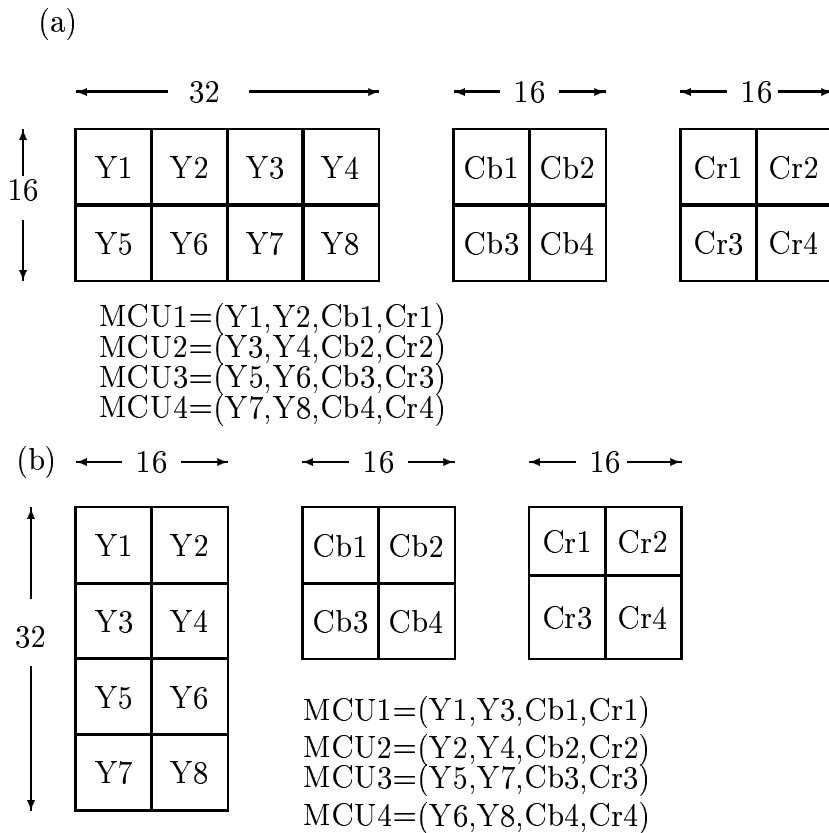 (a)
32 16 16
16
Y1 Y2 Y3 Y4 Cb1 Cb2 Cr1 Cr2
Y5 Y6 Y7 Y8 Cb3 Cb4 Cr3 Cr4
MCU1=(Y1,Y2,Cb1,Cr1)
MCU2=(Y3,Y4,Cb2,Cr2)
MCU3=(Y5,Y6,Cb3,Cr3)
MCU4=(Y7,Y8,Cb4,Cr4)
(b) 16 16 16
Y1 Y2 Cb1 Cb2 Cr1 Cr2
Y3 Y4 Cb3 Cb4 Cr3 Cr4
32
Y5 Y6
Y7 Y8
MCU1=(Y1,Y3,Cb1,Cr1)
MCU2=(Y2,Y4,Cb2,Cr2)
MCU3=(Y5,Y7,Cb3,Cr3)
MCU4=(Y6,Y8,Cb4,Cr4)